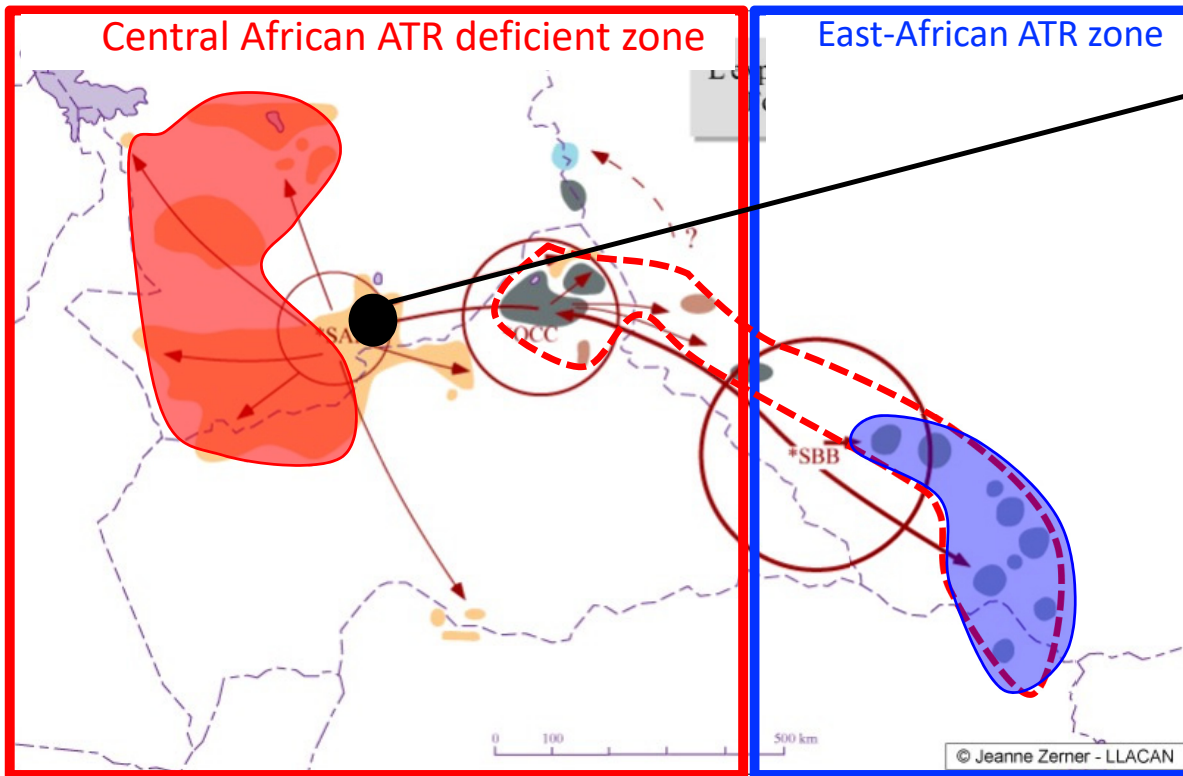 Central African ATR deficient zone
East-African ATR zone
?
OCC
*SBB
0 100 500 km
© Jeanne Zerner - LLACAN